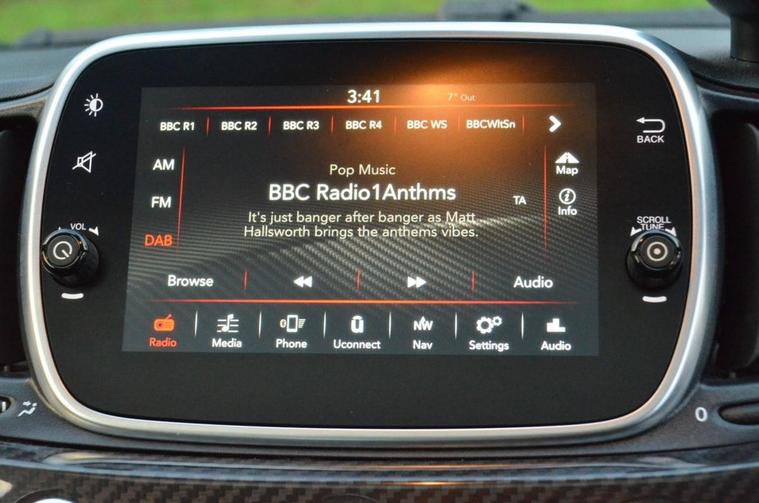 3:41 7° Out
BBC R1 BBC R2 BBC R3 BBC R4 BBC WS BBCWltSn
BACK
AM
Pop Music
Map
BBC Radio1Anthms
FM
TA
Info
It's just banger after banger as Matt
Hallsworth brings the anthems vibes.
VOL
SCROLL
TUNE
DAB
Browse Audio
Radio Media Phone Uconnect Nav Settings Audio
NW
0